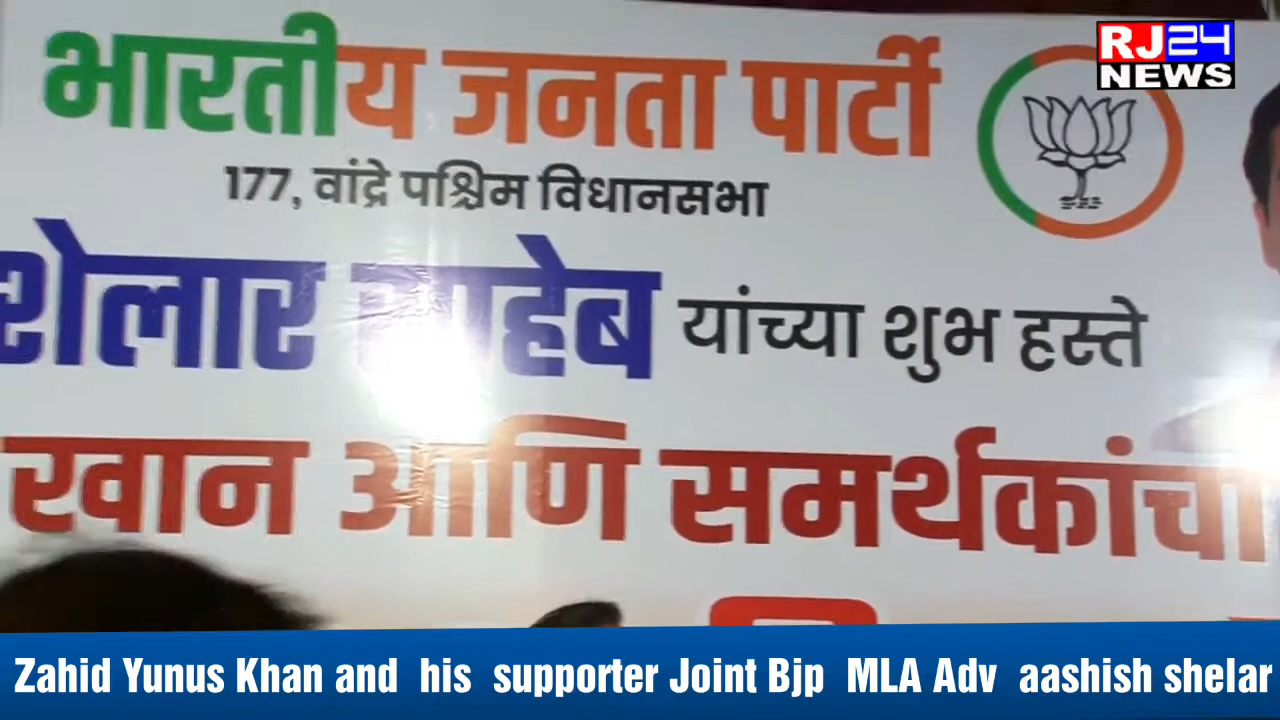 RJ24
NEWS
भारतीय जनता पार्टी
177, वांद्रे पश्चिम विधानसभा
शेलार साहेब यांच्या शुभ हस्ते
खान आणि समर्थकांचा
Zahid Yunus Khan and his supporter Joint Bjp MLA Adv aashish shelar